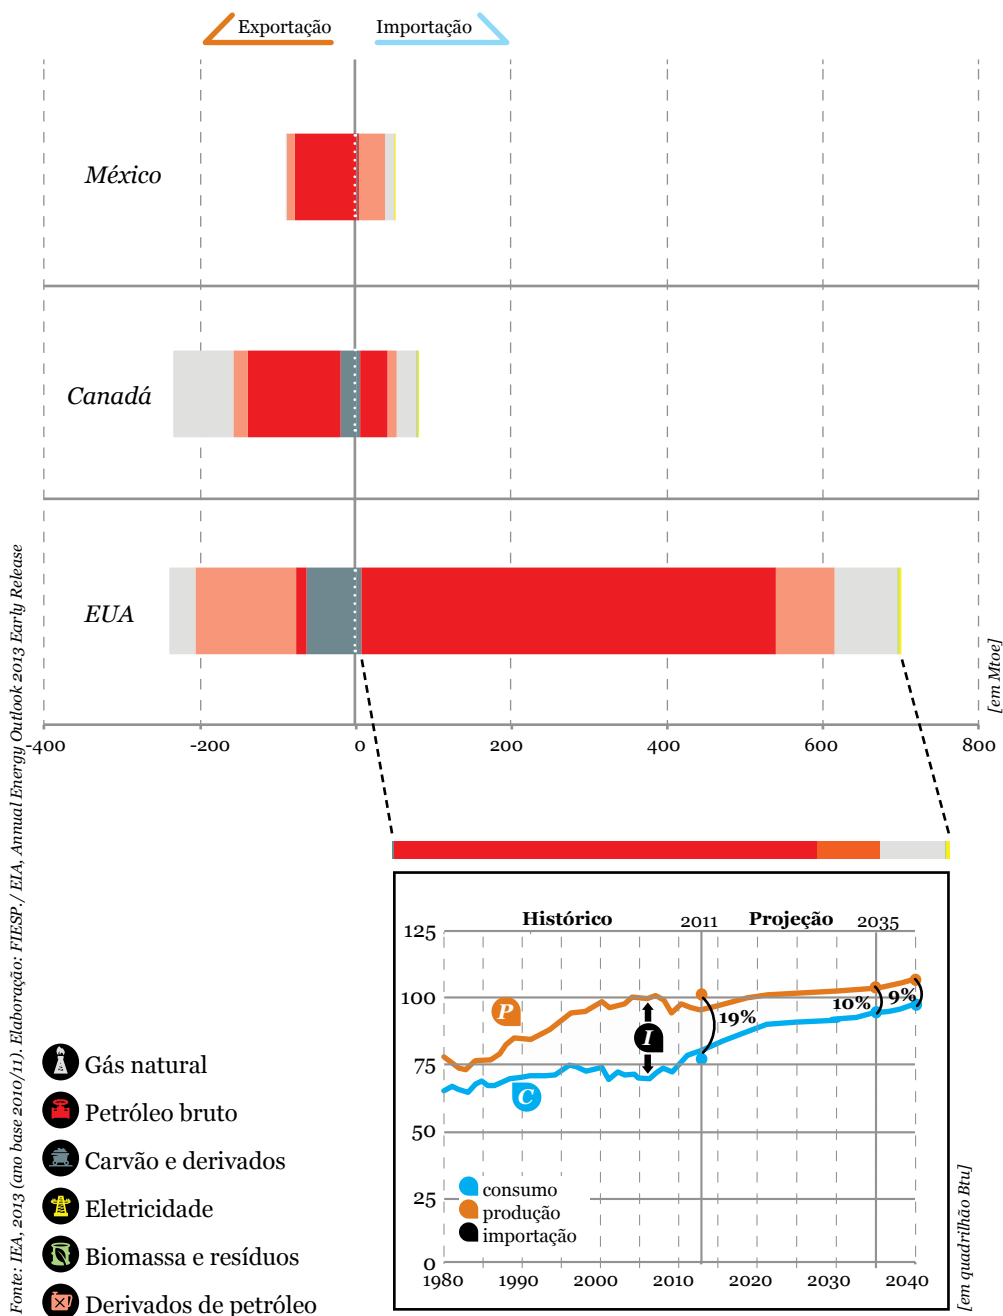 Exportação
Importação
México
Canadá
EUA
[em Mtoe]
-400
-200
0
200
400
600
800
Histórico
2011
Projeção
2035
125
100
75
50
25
0
P
I
C
19%
10%
9%
consumo
produção
importação
1980
1990
2000
2010
2020
2030
2040
[em quadrilhão Btu]
Gás natural
Petróleo bruto
Carvão e derivados
Eletricidade
Biomassa e resíduos
Derivados de petróleo
Fonte: IEA, 2013 (ano base 2010/11). Elaboração: FIESP./ EIA, Annual Energy Outlook 2013 Early Release